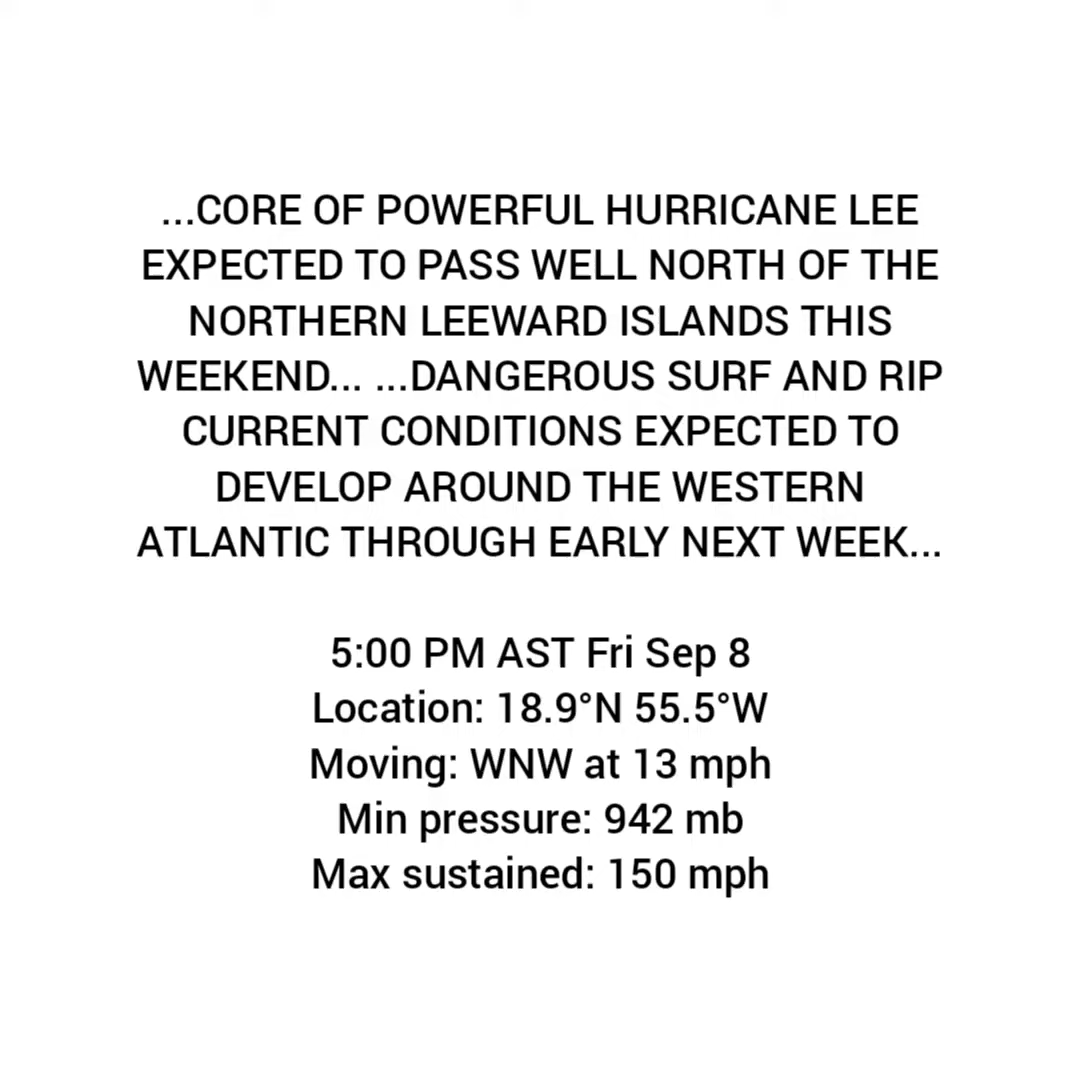 ...CORE OF POWERFUL HURRICANE LEE
EXPECTED TO PASS WELL NORTH OF THE
NORTHERN LEEWARD ISLANDS THIS
WEEKEND... ...DANGEROUS SURF AND RIP
CURRENT CONDITIONS EXPECTED TO
DEVELOP AROUND THE WESTERN
ATLANTIC THROUGH EARLY NEXT WEEK...
5:00 PM AST Fri Sep 8
Location: 18.9°N 55.5°W
Moving: WNW at 13 mph
Min pressure: 942 mb
Max sustained: 150 mph